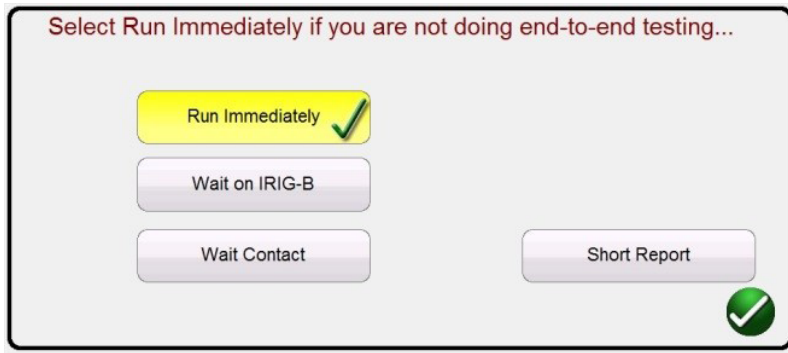 Select Run Immediately if you are not doing end-to-end testing...
Run Immediately
Wait on IRIG-B
Wait Contact
Short Report